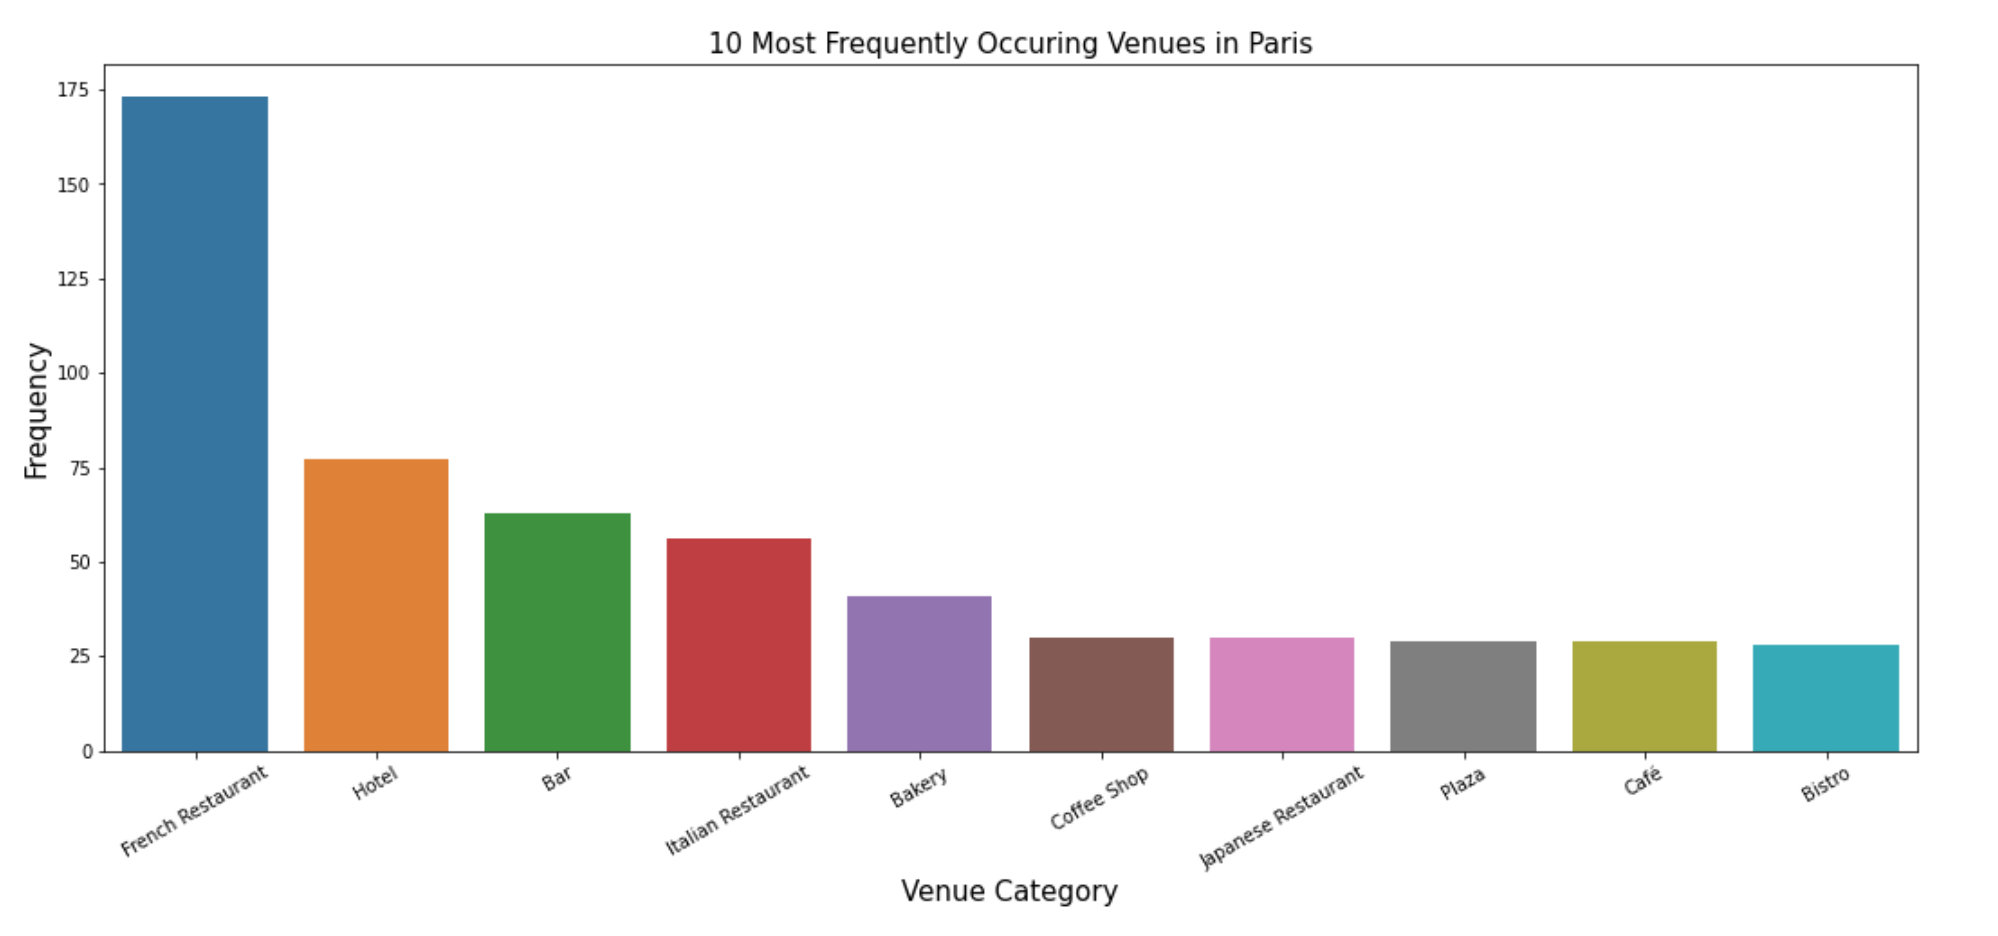 10 Most Frequently Occuring Venues in Paris
Frequency
175
150
125
100
75
50
25
0
French Restaurant
Hotel
Bar
Italian Restaurant
Bakery
Coffee Shop
Japanese Restaurant
Plaza
Café
Bistro
Venue Category